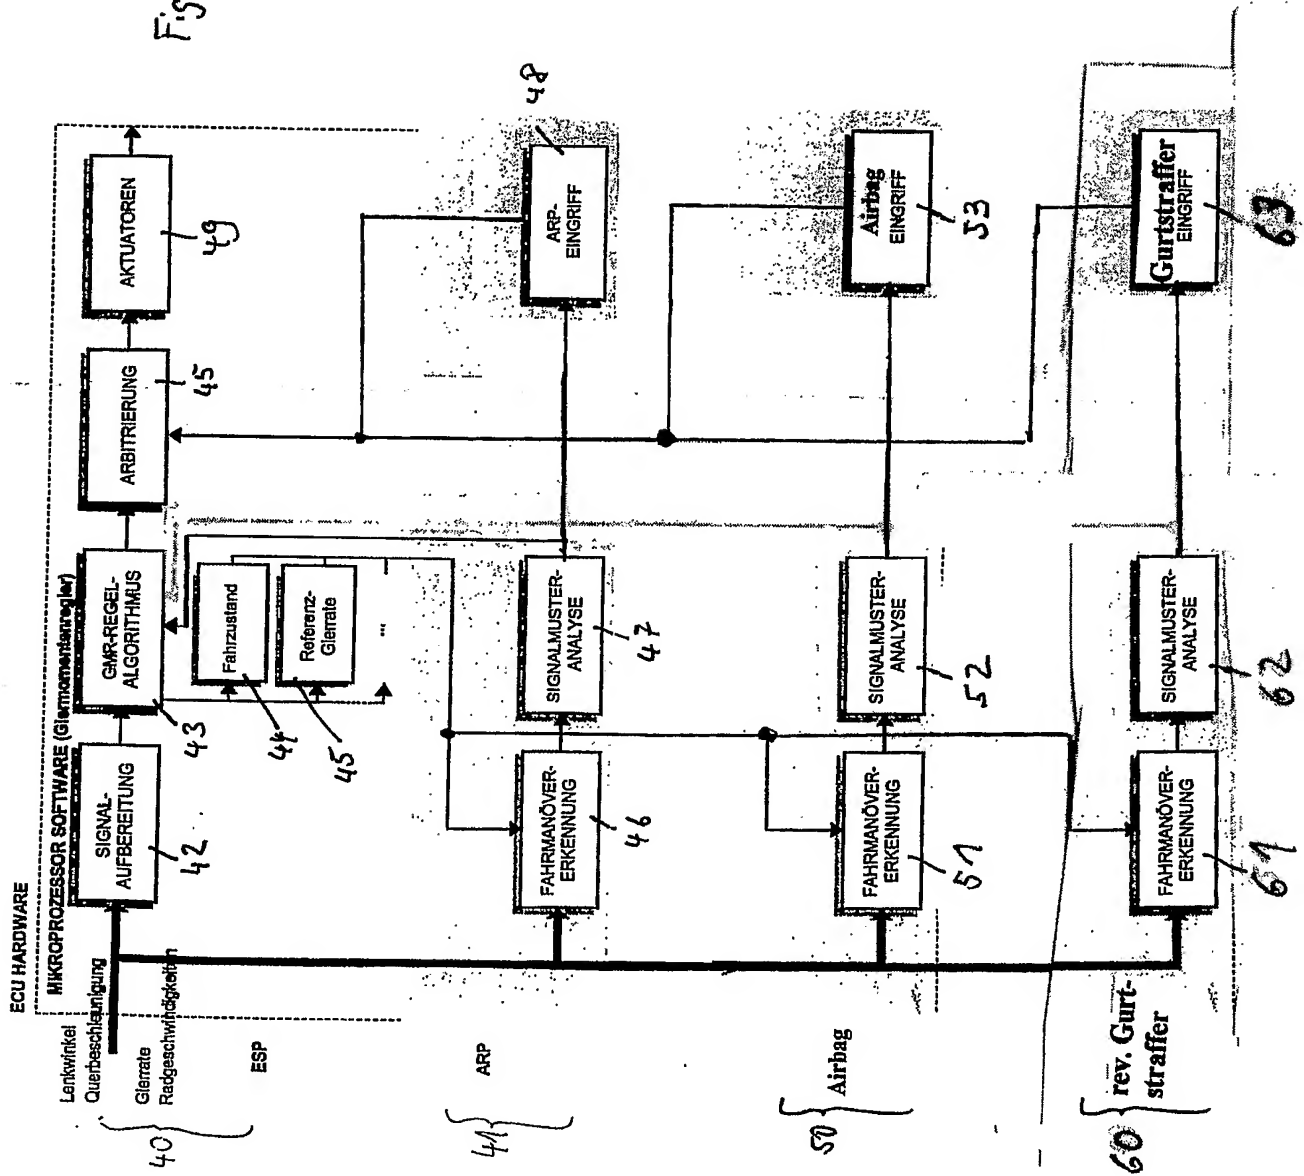 Fig
ECU HARDWARE
MIKROPROZESSOR SOFTWARE (Giermomentenregler)
Lenkwinkel
Querbeschleunigung
Gierrate
Radgeschwindigkeiten
40
ESP
SIGNAL-
AUFBEREITUNG
42
GMR-REGEL-
ALGORITHMUS
43
ARBITRIERUNG
45
AKTUATOREN
49
Fahrzustand
44
Referenz-
Gierrate
45
...
41
ARP
FAHRMANÖVER-
ERKENNUNG
46
SIGNALMUSTER-
ANALYSE
47
ARP-
EINGRIFF
48
50
Airbag
FAHRMANÖVER-
ERKENNUNG
51
SIGNALMUSTER-
ANALYSE
52
Airbag
EINGRIFF
53
60
rev. Gurt-
straffer
FAHRMANÖVER-
ERKENNUNG
61
SIGNALMUSTER-
ANALYSE
62
Gurtstraffer
EINGRIFF
63